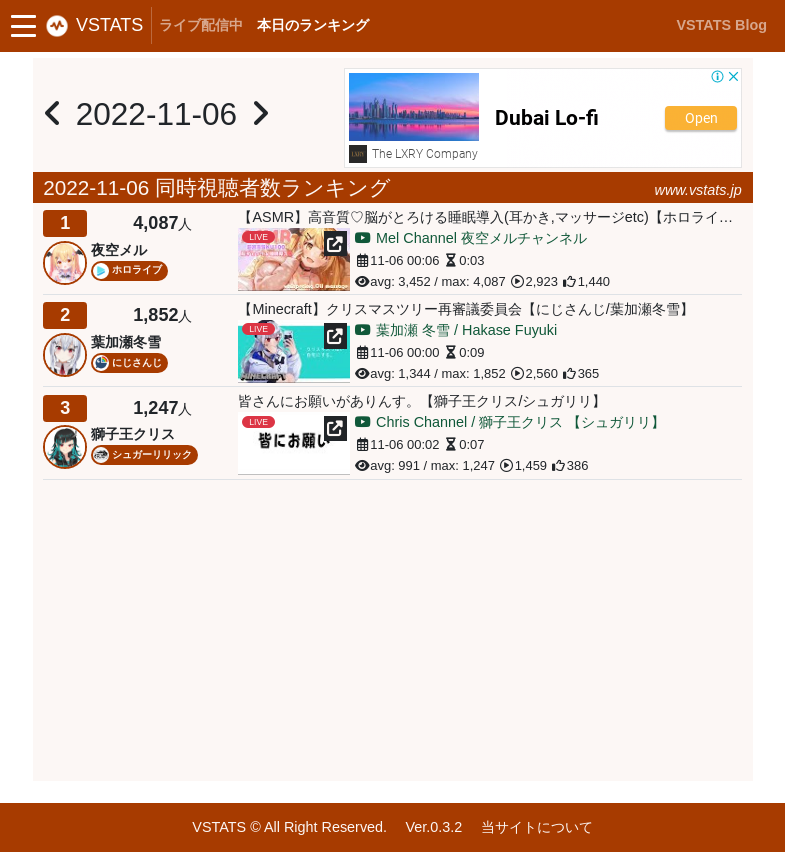 VSTATS ライブ配信中 本日のランキング VSTATS Blog
2022-11-06
Dubai Lo-fi
Open
The LXRY Company
2022-11-06 同時視聴者数ランキング www.vstats.jp
1 4,087人
夜空メル
ホロライブ
【ASMR】高音質♡脳がとろける睡眠導入(耳かき,マッサージetc)【ホロライ…
LIVE
Mel Channel 夜空メルチャンネル
11-06 00:06 0:03
avg: 3,452 / max: 4,087 2,923 1,440
2 1,852人
葉加瀬冬雪
にじさんじ
【Minecraft】クリスマスツリー再審議委員会【にじさんじ/葉加瀬冬雪】
LIVE
MINECRAFT
葉加瀬 冬雪 / Hakase Fuyuki
11-06 00:00 0:09
avg: 1,344 / max: 1,852 2,560 365
3 1,247人
獅子王クリス
シュガーリリック
皆さんにお願いがありんす。【獅子王クリス/シュガリリ】
LIVE
皆にお願い
Chris Channel / 獅子王クリス 【シュガリリ】
11-06 00:02 0:07
avg: 991 / max: 1,247 1,459 386
VSTATS © All Right Reserved. Ver.0.3.2 当サイトについて